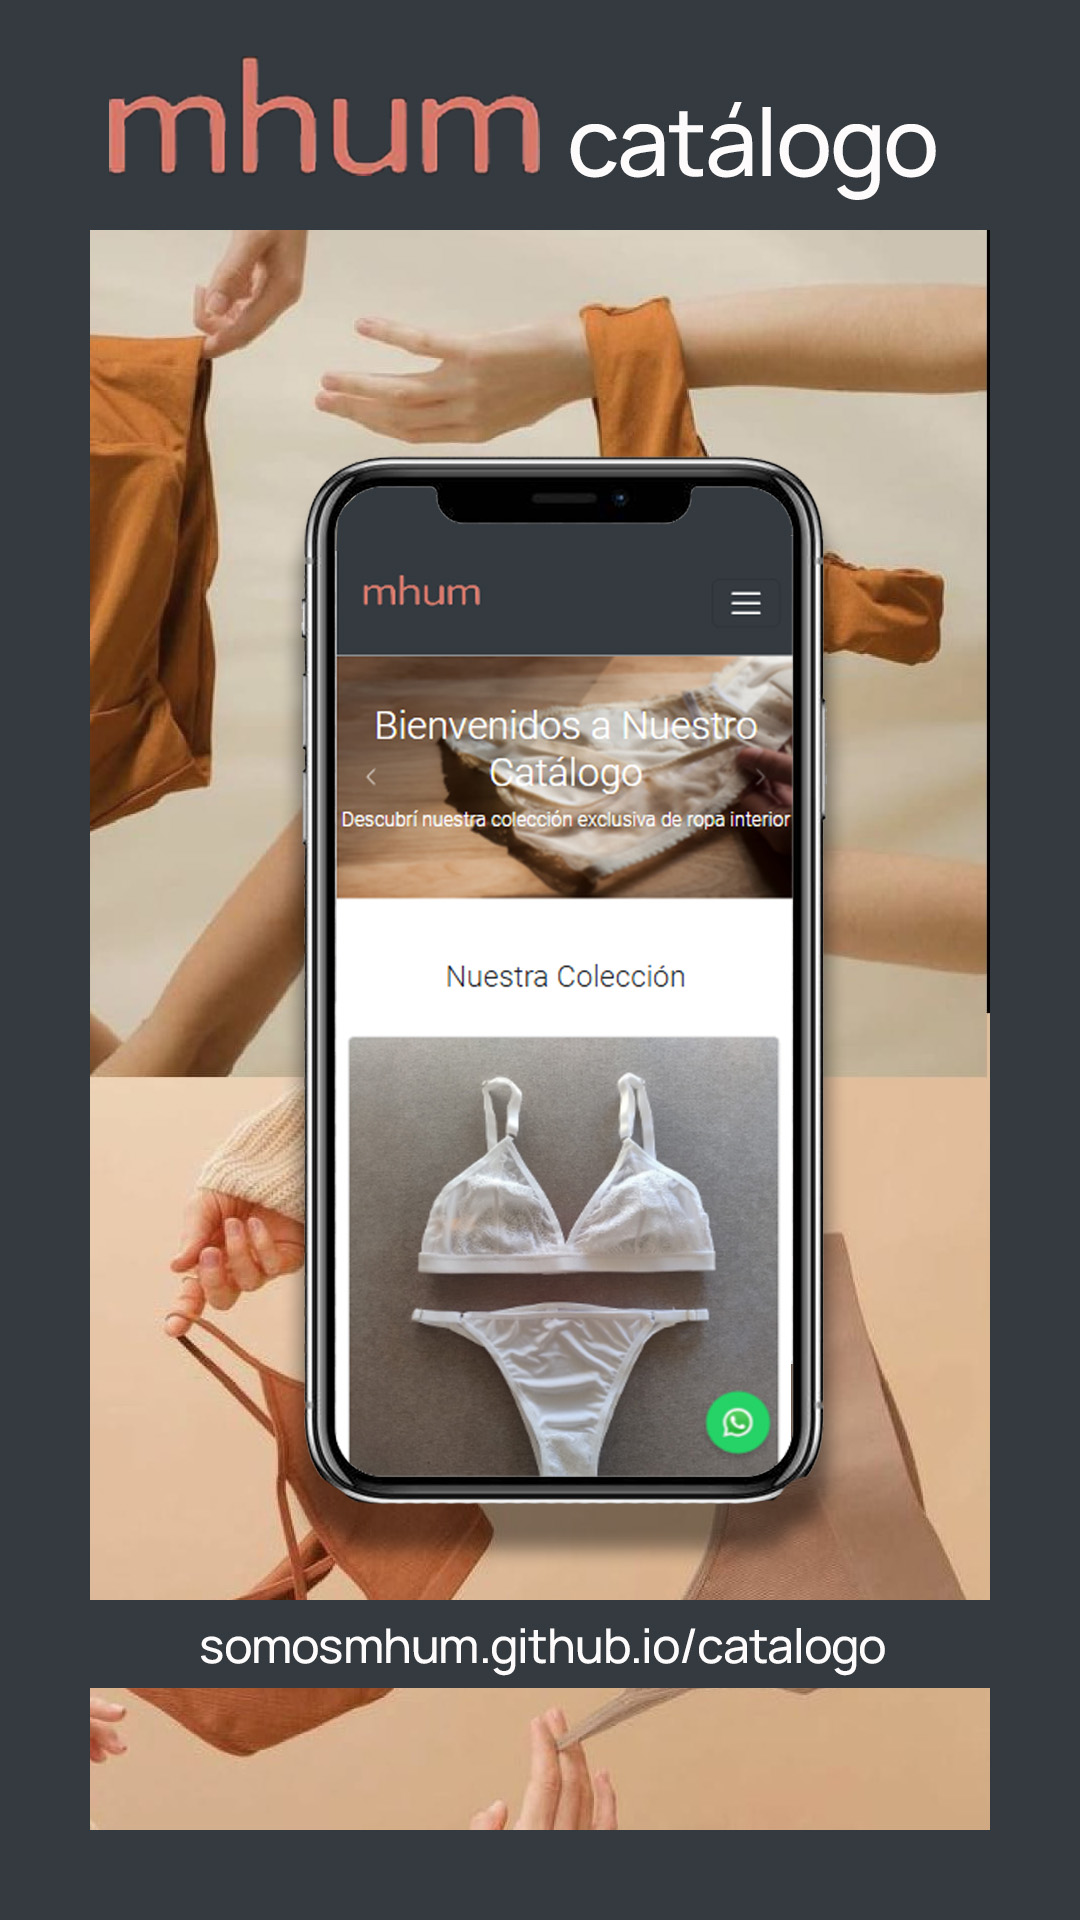 mhum catálogo
mhum
Bienvenidos a Nuestro
Catálogo
Descubrí nuestra colección exclusiva de ropa interior
Nuestra Colección
somosmhum.github.io/catalogo